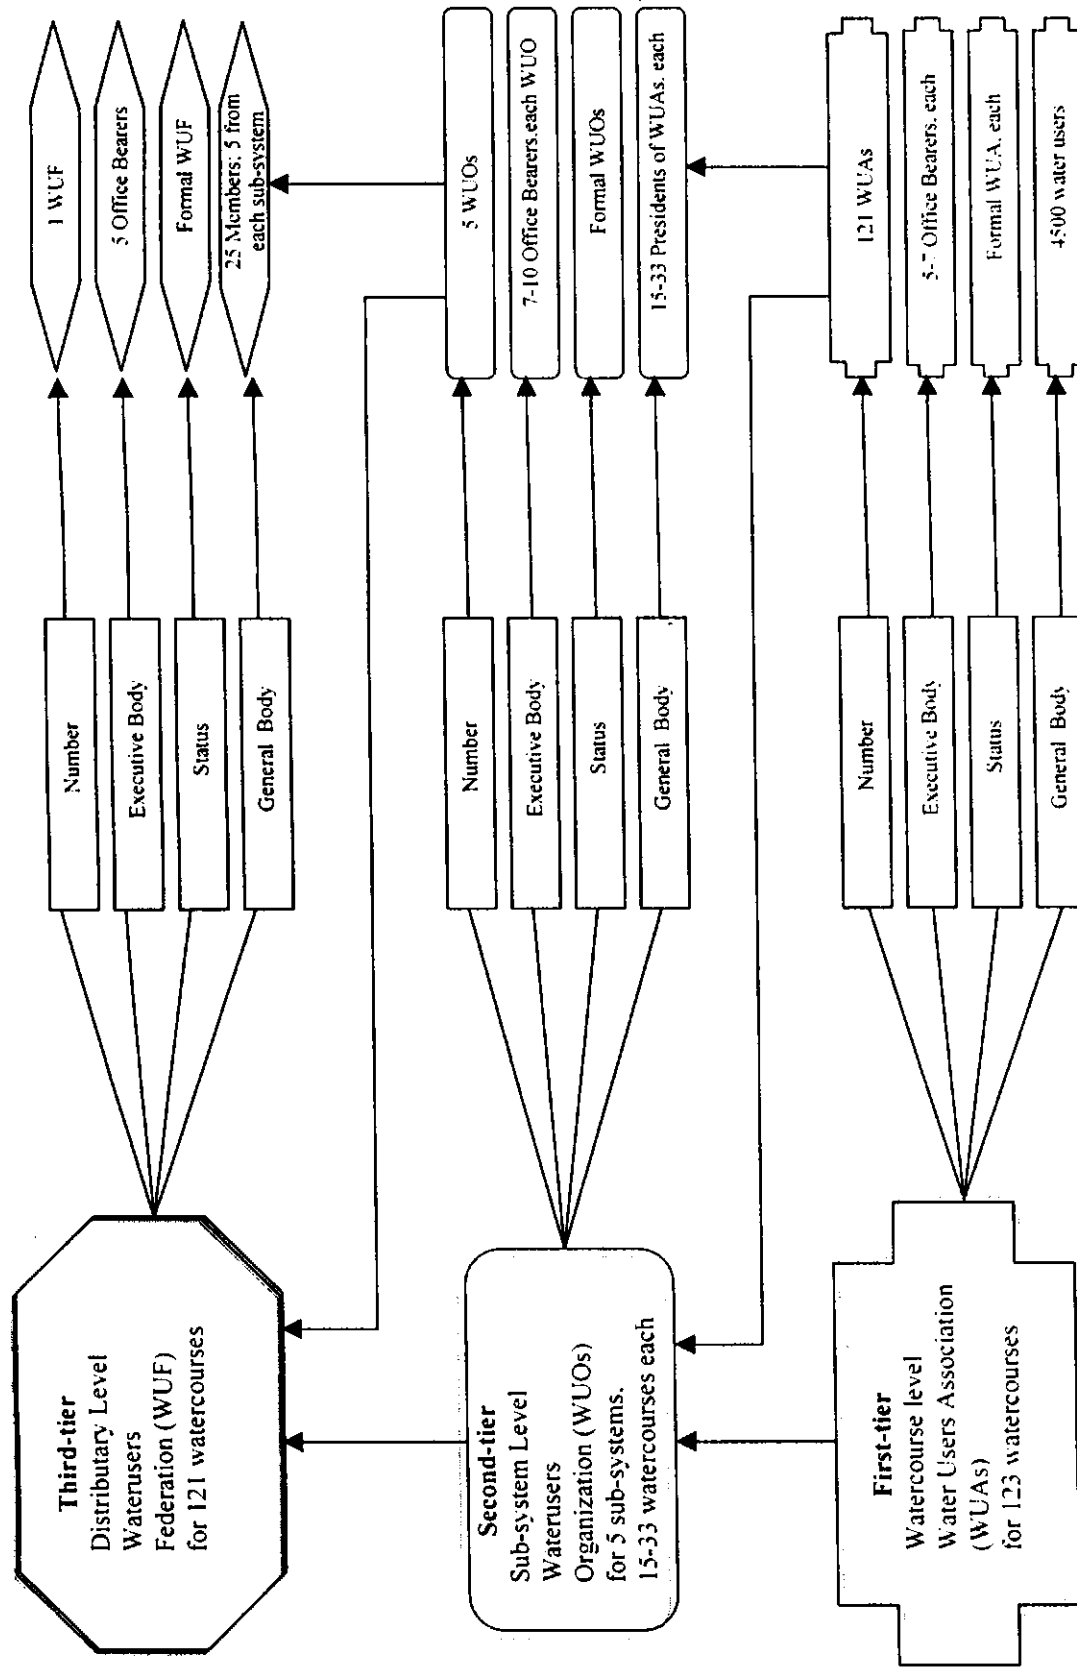 Third-tier
Distributary Level
Waterusers
Federation (WUF)
for 121 watercourses
Number
Executive Body
Status
General Body
1 WUF
5 Office Bearers
Formal WUF
25 Members; 5 from
each sub-system
Second-tier
Sub-system Level
Waterusers
Organization (WUOs)
for 5 sub-systems.
15-33 watercourses each
Number
Executive Body
Status
General Body
5 WUOs
7-10 Office Bearers.each WUO
Formal WUOs
15-33 Presidents of WUAs. each
First-tier
Watercourse level
Water Users Association
(WUAs)
for 123 watercourses
Number
Executive Body
Status
General Body
121 WUAs
5-7 Office Bearers. each
Formal WUA. each
4500 water users